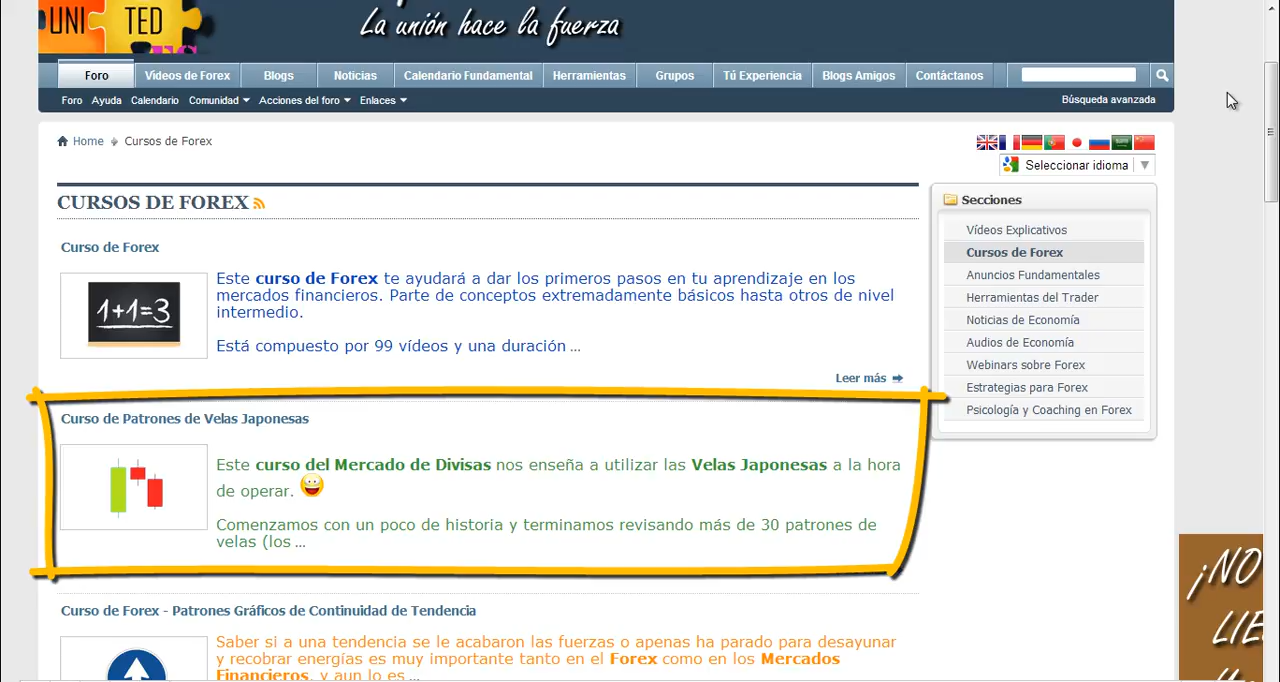 UNI TED
La unión hace la fuerza
Foro Videos de Forex Blogs Noticias Calendario Fundamental Herramientas Grupos Tú Experiencia Blogs Amigos Contáctanos
Foro Ayuda Calendario Comunidad Acciones del foro Enlaces Búsqueda avanzada
Home Cursos de Forex
Seleccionar idioma
CURSOS DE FOREX
Curso de Forex
1+1=3
Este curso de Forex te ayudará a dar los primeros pasos en tu aprendizaje en los
mercados financieros. Parte de conceptos extremadamente básicos hasta otros de nivel
intermedio.
Está compuesto por 99 vídeos y una duración ...
Leer más
Curso de Patrones de Velas Japonesas
Este curso del Mercado de Divisas nos enseña a utilizar las Velas Japonesas a la hora
de operar.
Comenzamos con un poco de historia y terminamos revisando más de 30 patrones de
velas (los ...
Curso de Forex - Patrones Gráficos de Continuidad de Tendencia
Saber si a una tendencia se le acabaron las fuerzas o apenas ha parado para desayunar
y recobrar energías es muy importante tanto en el Forex como en los Mercados
Financieros, y aun lo es ...
Secciones
Vídeos Explicativos
Cursos de Forex
Anuncios Fundamentales
Herramientas del Trader
Noticias de Economía
Audios de Economía
Webinars sobre Forex
Estrategias para Forex
Psicología y Coaching en Forex
¡NO
LIE